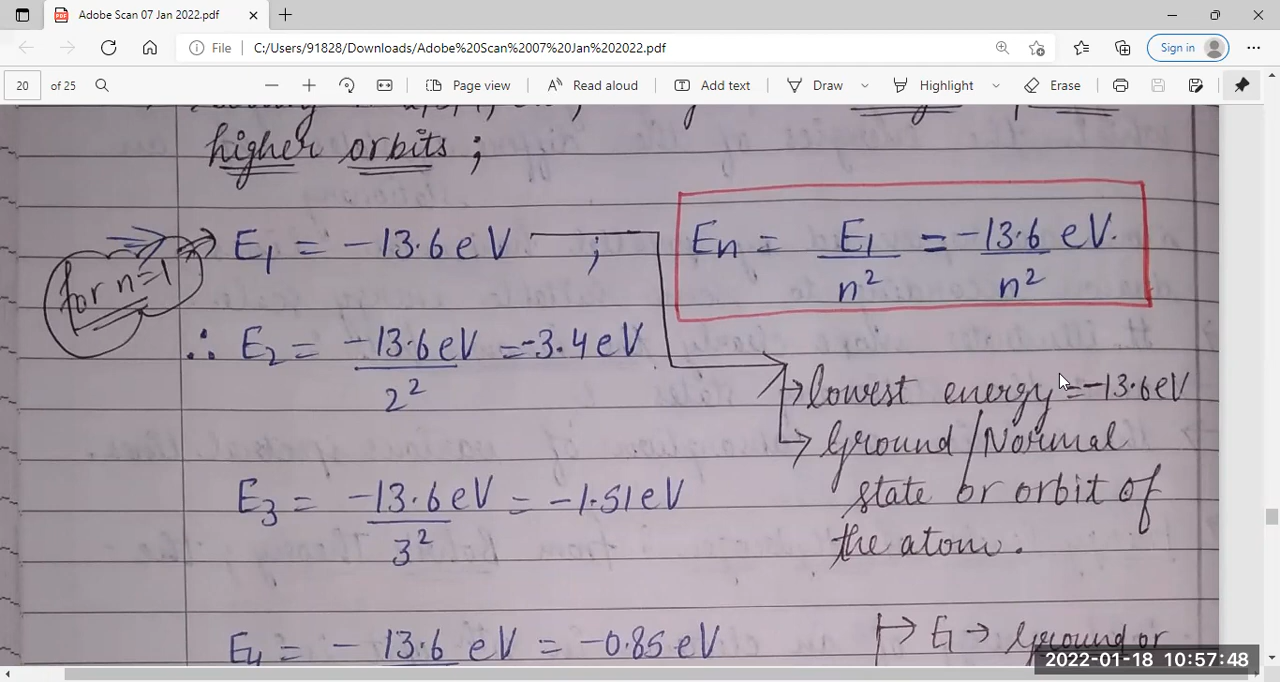 Adobe Scan 07 Jan 2022.pdf
File C:/Users/91828/Downloads/Adobe%20Scan%2007%20Jan%202022.pdf
Sign in
20 of 25
Page view
Read aloud
Add text
Draw
Highlight
Erase
higher orbits ;
for n=1
E₁ = -13.6 eV ;
En = E₁/n² = -13.6/n² eV.
∴ E₂ = -13.6 eV/2² = -3.4 eV
lowest energy = -13.6 eV
Ground/Normal
state or orbit of
the atom.
E₃ = -13.6 eV/3² = -1.51 eV
E₄ = - 13.6 eV = -0.85 eV
E₁ → Ground or
2022-01-18 10:57:48